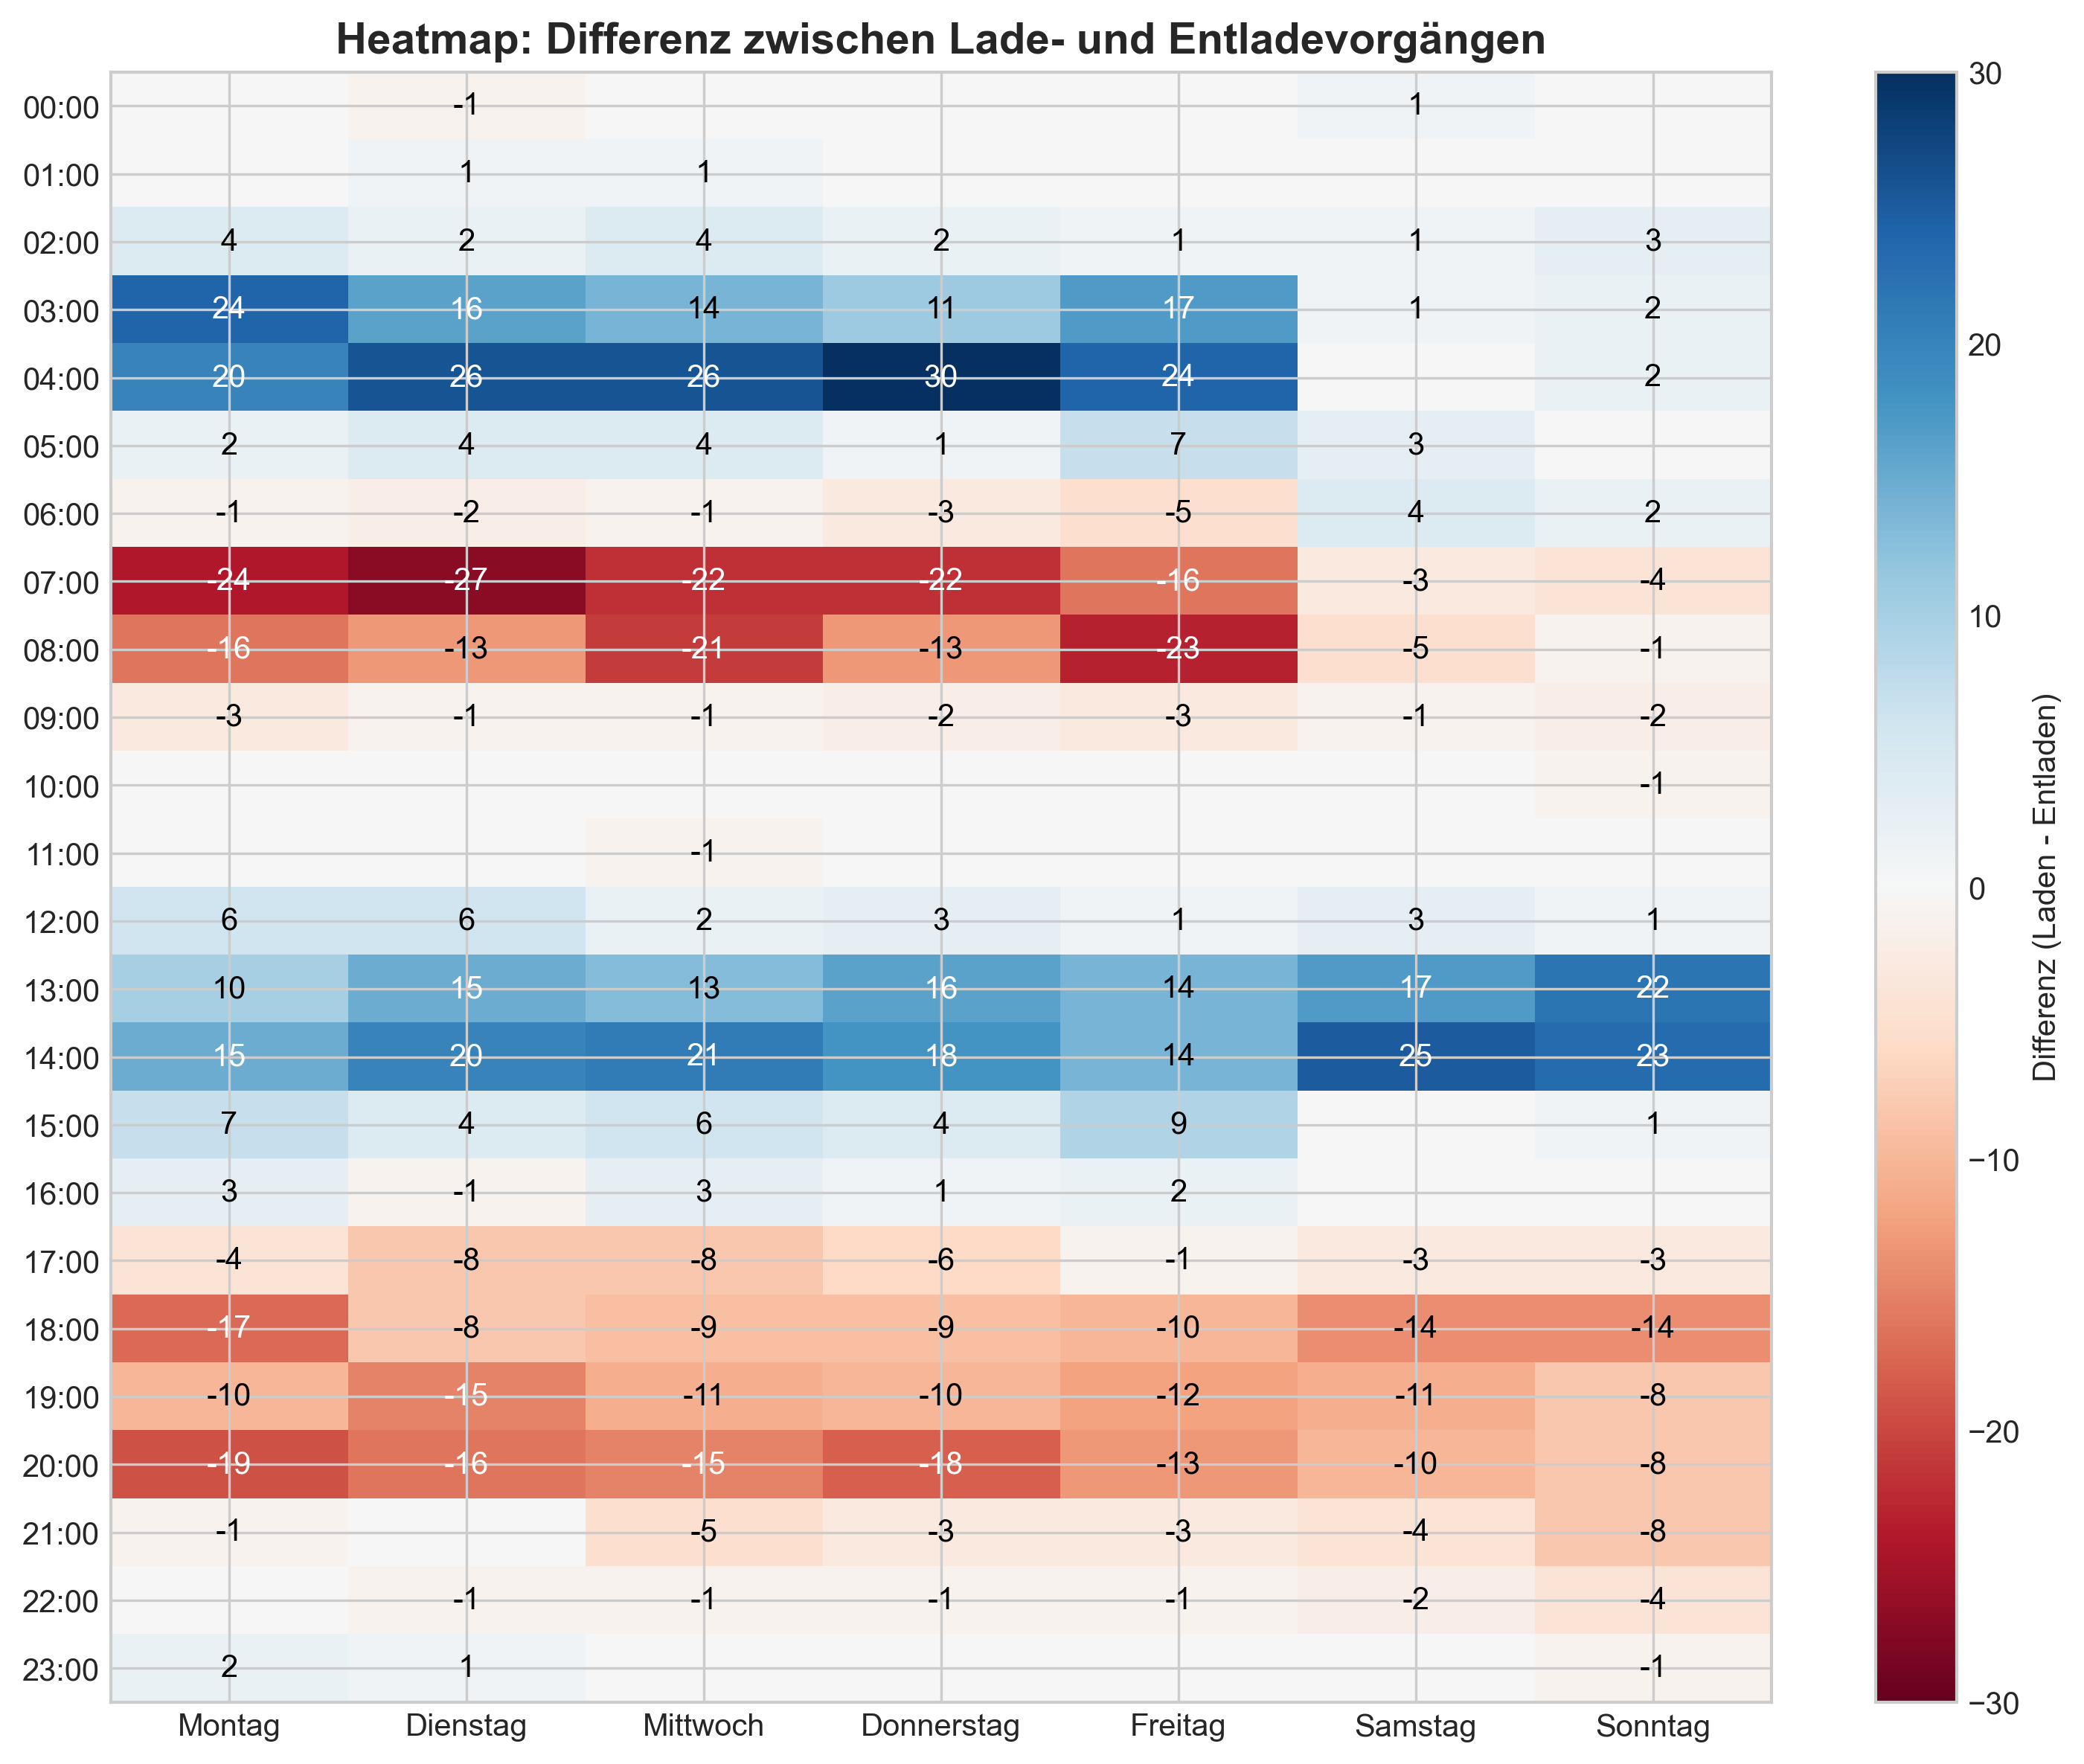 Heatmap: Differenz zwischen Lade- und Entladevorgängen
00:00 -1 1
01:00 1 1
02:00 4 2 4 2 1 1 3
03:00 24 16 14 11 17 1 2
04:00 20 26 26 30 24 2
05:00 2 4 4 1 7 3
06:00 -1 -2 -1 -3 -5 4 2
07:00 -24 -27 -22 -22 -16 -3 -4
08:00 -16 -13 -21 -13 -23 -5 -1
09:00 -3 -1 -1 -2 -3 -1 -2
10:00 -1
11:00 -1
12:00 6 6 2 3 1 3 1
13:00 10 15 13 16 14 17 22
14:00 15 20 21 18 14 25 23
15:00 7 4 6 4 9 1
16:00 3 -1 3 1 2
17:00 -4 -8 -8 -6 -1 -3 -3
18:00 -17 -8 -9 -9 -10 -14 -14
19:00 -10 -15 -11 -10 -12 -11 -8
20:00 -19 -16 -15 -18 -13 -10 -8
21:00 -1 -5 -3 -3 -4 -8
22:00 -1 -1 -1 -1 -2 -4
23:00 2 1 -1
Montag Dienstag Mittwoch Donnerstag Freitag Samstag Sonntag
30
20
10
0
−10
−20
−30
Differenz (Laden - Entladen)